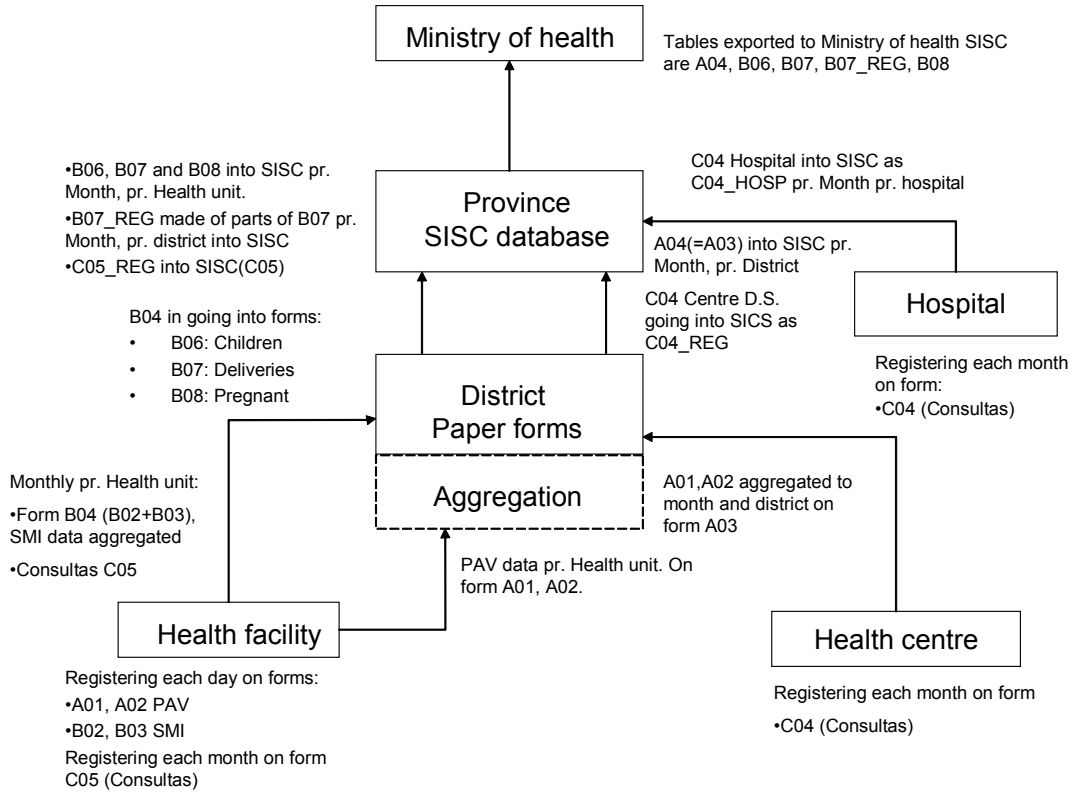 Ministry of health
Tables exported to Ministry of health SISC
are A04, B06, B07, B07_REG, B08
•B06, B07 and B08 into SISC pr.
Month, pr. Health unit.
•B07_REG made of parts of B07 pr.
Month, pr. district into SISC
•C05_REG into SISC(C05)
Province
SISC database
C04 Hospital into SISC as
C04_HOSP pr. Month pr. hospital
A04(=A03) into SISC pr.
Month, pr. District
C04 Centre D.S.
going into SICS as
C04_REG
Hospital
Registering each month
on form:
•C04 (Consultas)
B04 in going into forms:
• B06: Children
• B07: Deliveries
• B08: Pregnant
District
Paper forms
Aggregation
Monthly pr. Health unit:
•Form B04 (B02+B03),
SMI data aggregated
•Consultas C05
A01,A02 aggregated to
month and district on
form A03
PAV data pr. Health unit. On
form A01, A02.
Health facility
Registering each day on forms:
•A01, A02 PAV
•B02, B03 SMI
Registering each month on form
C05 (Consultas)
Health centre
Registering each month on form
•C04 (Consultas)